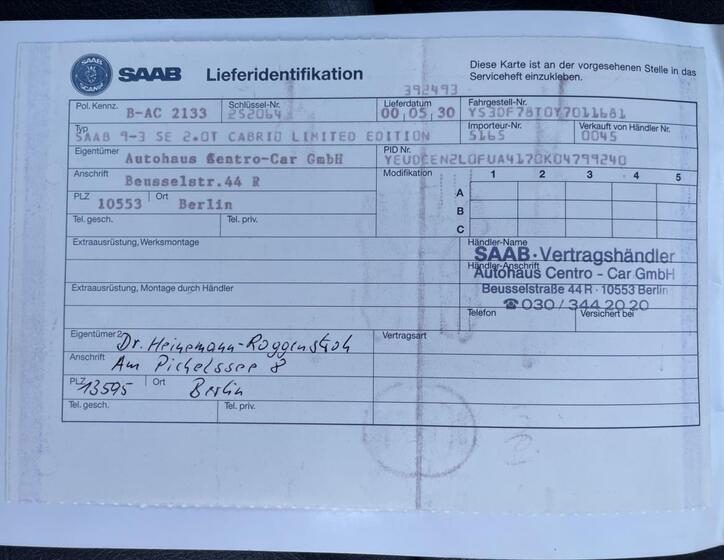 SAAB
SCANIA
SAAB Lieferidentifikation
Diese Karte ist an der vorgesehenen Stelle in das
Serviceheft einzukleben.
392493
Pol. Kennz. B-AC 2133
Schlüssel-Nr. 252064
Lieferdatum 00 05 30
Fahrgestell-Nr. YS3DF78T0Y7011681
Typ SAAB 9-3 SE 2.0T CABRIO LIMITED EDITION
Importeur-Nr. 5165
Verkauft von Händler Nr. 0045
Eigentümer Autohaus Centro-Car GmbH
PID Nr. YEUDCEN2L0FUA4170K04799240
Anschrift Beusselstr.44 R
Modifikation 1 2 3 4 5
A
B
C
PLZ 10553 Ort Berlin
Tel. gesch. Tel. priv.
Extraausrüstung, Werksmontage
Händler-Name
SAAB·Vertragshändler
Händler-Anschrift
Autohaus Centro - Car GmbH
Extraausrüstung, Montage durch Händler
Beusselstraße 44 R · 10553 Berlin
☎ 030 / 344 20 20
Telefon Versichert bei
Eigentümer 2 Dr. Heinemann-Roggenstroh
Vertragsart
Anschrift Am Pichelssee 8
PLZ 13595 Ort Berlin
Tel. gesch. Tel. priv.